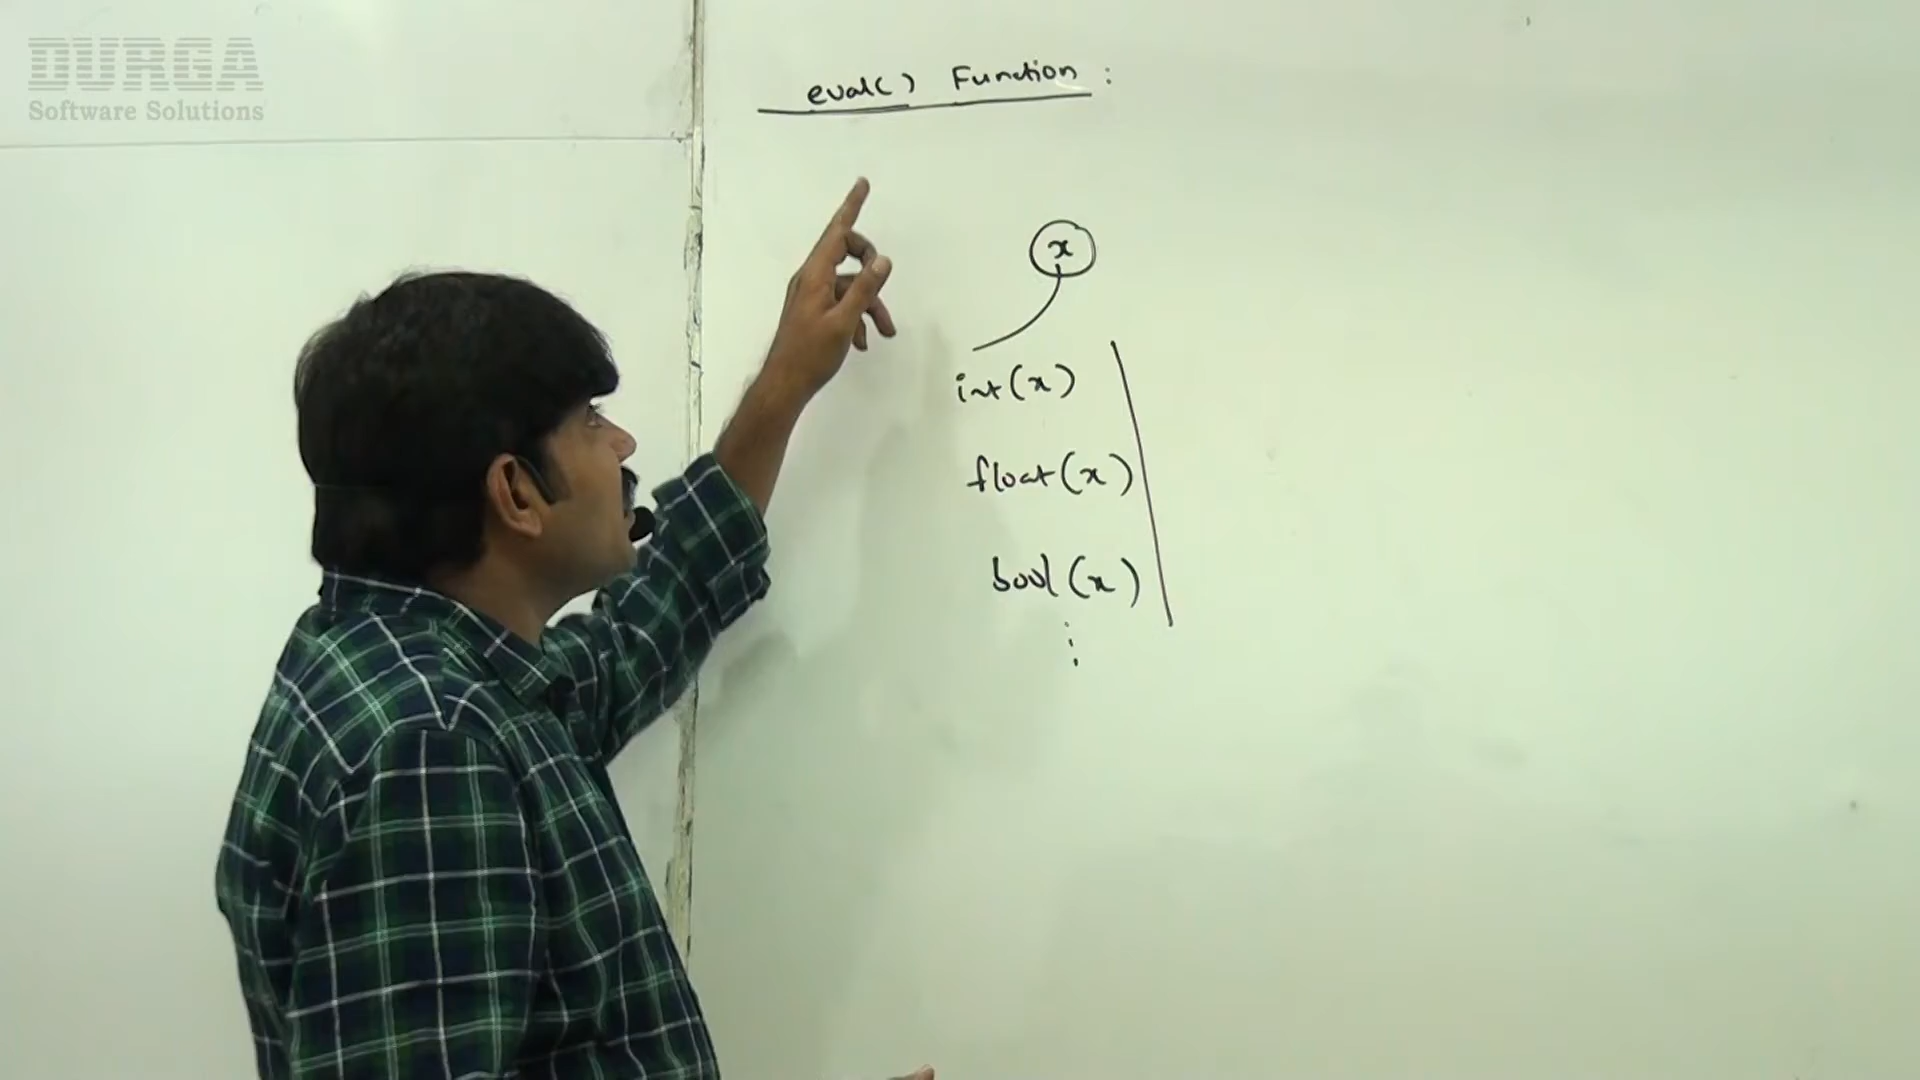 DURGA
Software Solutions
eval() Function :
x
int(x)
float(x)
bool(x)